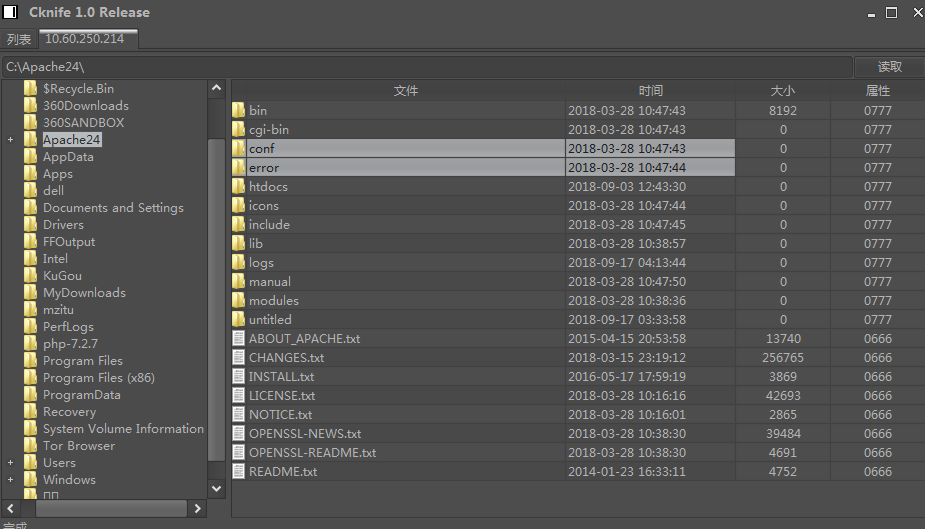 Cknife 1.0 Release
列表 10.60.250.214
C:\Apache24\ 读取
$Recycle.Bin
360Downloads
360SANDBOX
Apache24
AppData
Apps
dell
Documents and Settings
Drivers
FFOutput
Intel
KuGou
MyDownloads
mzitu
PerfLogs
php-7.2.7
Program Files
Program Files (x86)
ProgramData
Recovery
System Volume Information
Tor Browser
Users
Windows
文件 时间 大小 属性
bin 2018-03-28 10:47:43 8192 0777
cgi-bin 2018-03-28 10:47:43 0 0777
conf 2018-03-28 10:47:43 0 0777
error 2018-03-28 10:47:44 0 0777
htdocs 2018-09-03 12:43:30 0 0777
icons 2018-03-28 10:47:44 0 0777
include 2018-03-28 10:47:45 0 0777
lib 2018-03-28 10:38:57 0 0777
logs 2018-09-17 04:13:44 0 0777
manual 2018-03-28 10:47:50 0 0777
modules 2018-03-28 10:38:36 0 0777
untitled 2018-09-17 03:33:58 0 0777
ABOUT_APACHE.txt 2015-04-15 20:53:58 13740 0666
CHANGES.txt 2018-03-15 23:19:12 256765 0666
INSTALL.txt 2016-05-17 17:59:19 3869 0666
LICENSE.txt 2018-03-28 10:16:16 42693 0666
NOTICE.txt 2018-03-28 10:16:01 2865 0666
OPENSSL-NEWS.txt 2018-03-28 10:38:30 39484 0666
OPENSSL-README.txt 2018-03-28 10:38:30 4691 0666
README.txt 2014-01-23 16:33:11 4752 0666
完成